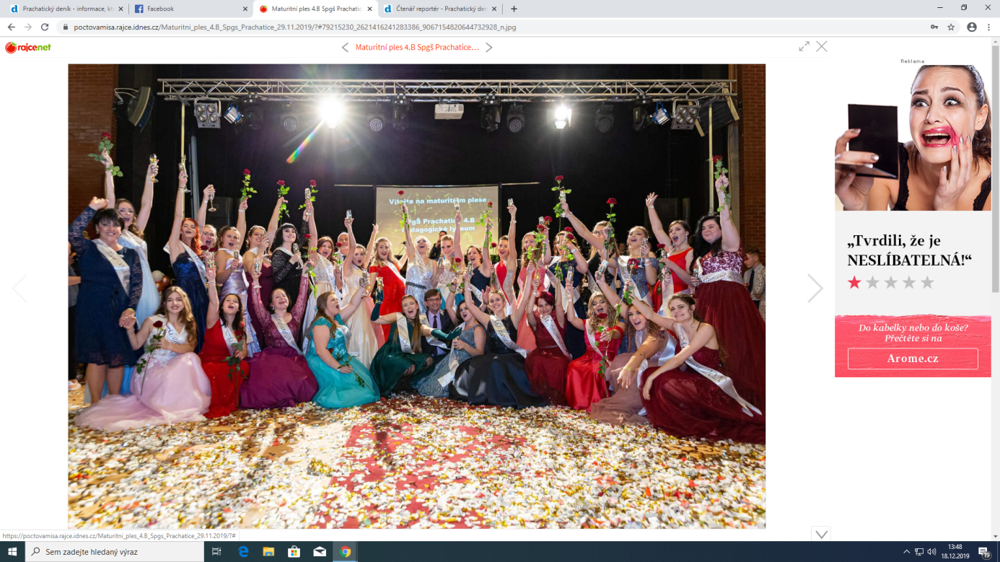 Prachatický deník - informace, kt
Facebook
Maturitní ples 4.B Spgš Prachatic
Čtenář reportér - Prachatický der
poctovamisa.rajce.idnes.cz/Maturitni_ples_4.B_Spgs_Prachatice_29.11.2019/?#79215230_2621416241283386_9067154820644732928_n.jpg
rajce.net
Maturitní ples 4.B Spgš Prachatice...
Reklama
Vítejte na maturitním plese
SPgŠ Prachatice 4.B
Pedagogické lyceum
„Tvrdili, že je
NESLÍBATELNÁ!“
Do kabelky nebo do koše?
Přečtěte si na
Arome.cz
https://poctovamisa.rajce.idnes.cz/Maturitni_ples_4.B_Spgs_Prachatice_29.11.2019/?#
Sem zadejte hledaný výraz
13:48
18.12.2019
19